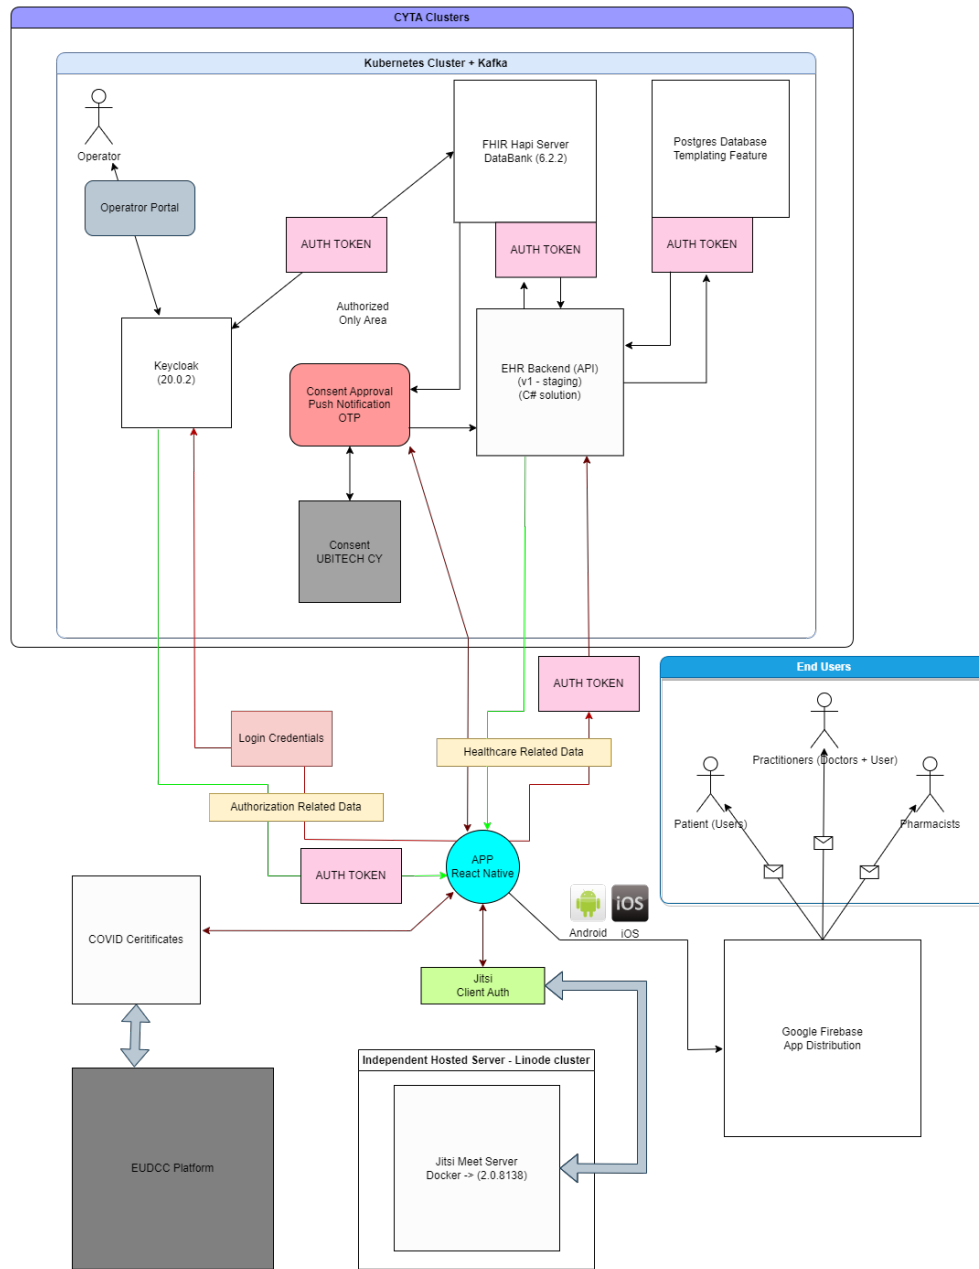 CYTA Clusters
Kubernetes Cluster + Kafka
Operator
Operatror Portal
FHIR Hapi Server
DataBank (6.2.2)
Postgres Database
Templating Feature
AUTH TOKEN
AUTH TOKEN
AUTH TOKEN
Authorized
Only Area
Keycloak
(20.0.2)
EHR Backend (API)
(v1 - staging)
(C# solution)
Consent Approval
Push Notification
OTP
Consent
UBITECH CY
AUTH TOKEN
End Users
Login Credentials
Healthcare Related Data
Practitioners (Doctors + User)
Patient (Users)
Pharmacists
Authorization Related Data
AUTH TOKEN
APP
React Native
iOS
Android
iOS
COVID Ceritificates
Jitsi
Client Auth
Google Firebase
App Distribution
Independent Hosted Server - Linode cluster
EUDCC Platform
Jitsi Meet Server
Docker -> (2.0.8138)